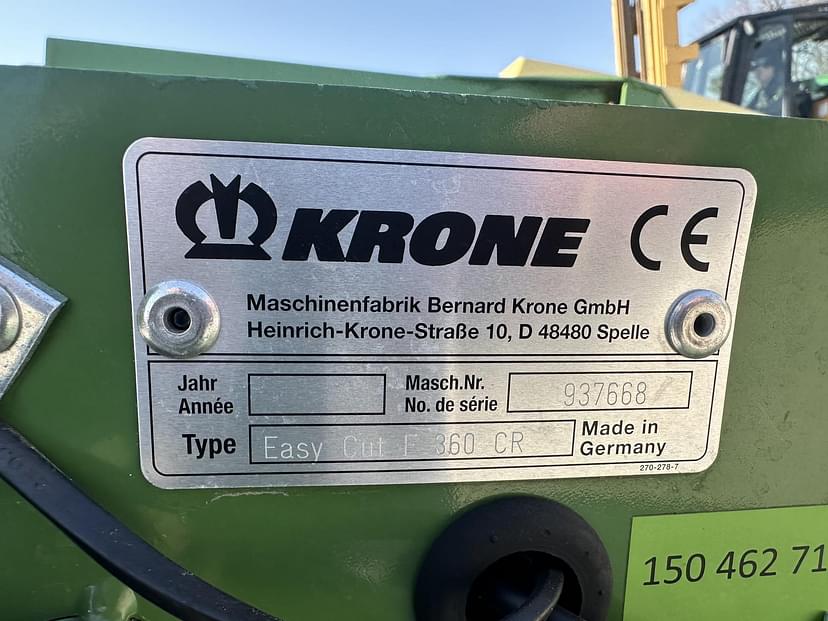 KRONE CE
Maschinenfabrik Bernard Krone GmbH
Heinrich-Krone-Straße 10, D 48480 Spelle
Jahr
Année
Masch.Nr.
No. de série
937668
Type
Easy Cut F 360 CR
Made in
Germany
270-278-7
150 462 71